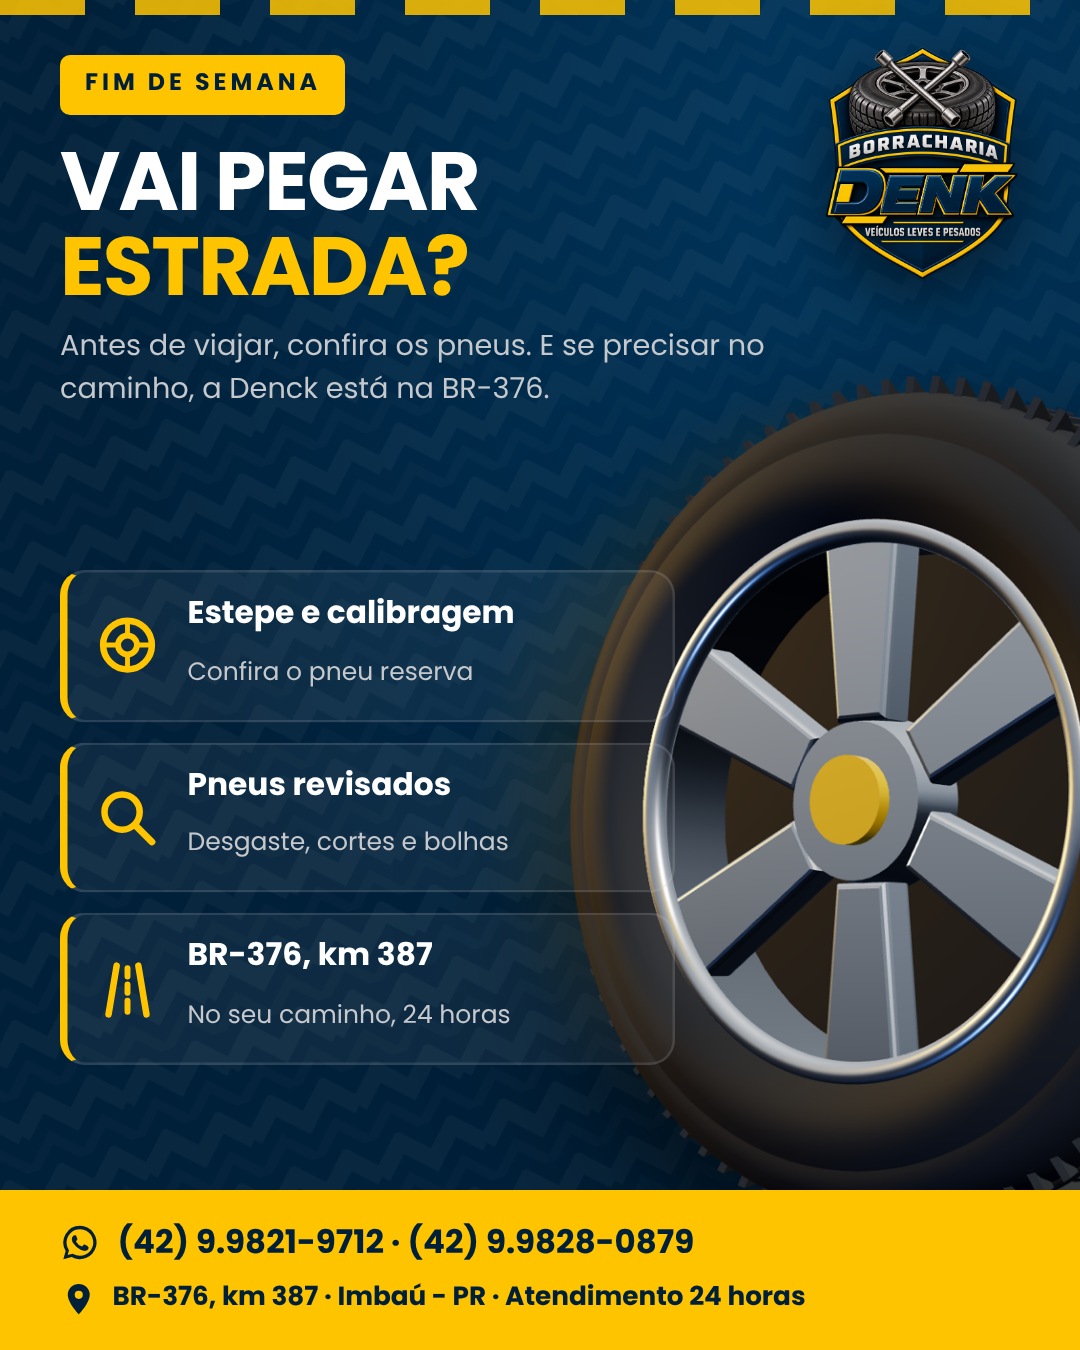 FIM DE SEMANA
VAI PEGAR
ESTRADA?
BORRACHARIA
DENK
VEÍCULOS LEVES E PESADOS
Antes de viajar, confira os pneus. E se precisar no
caminho, a Denck está na BR-376.
Estepe e calibragem
Confira o pneu reserva
Pneus revisados
Desgaste, cortes e bolhas
BR-376, km 387
No seu caminho, 24 horas
(42) 9.9821-9712 · (42) 9.9828-0879
BR-376, km 387 · Imbaú - PR · Atendimento 24 horas